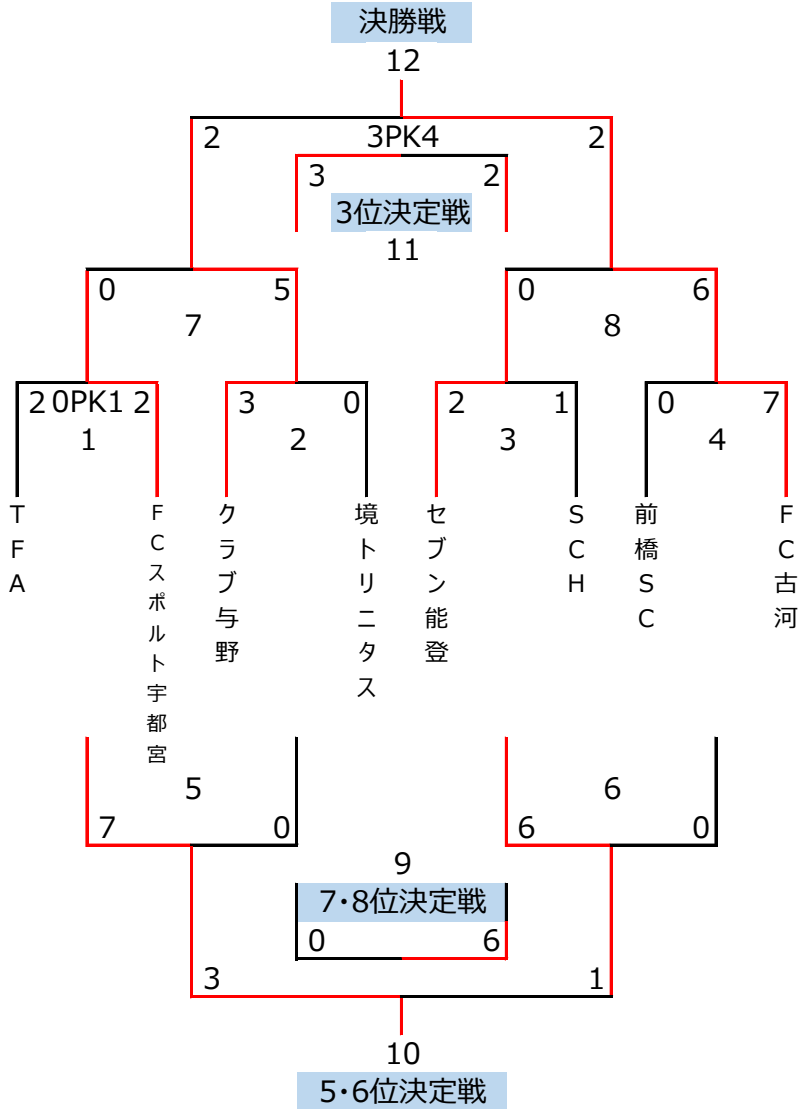 決勝戦
12
2 3PK4 2
3 2
3位決定戦
11
0 5 0 6
7 8
2 0PK1 2 3 0 2 1 0 7
1 2 3 4
TFA
FCスポルト宇都宮
クラブ与野
境トリニタス
セブン能登
SCH
前橋SC
FC古河
5 6
7 0 6 0
9
7・8位決定戦
0 6
3 1
10
5・6位決定戦